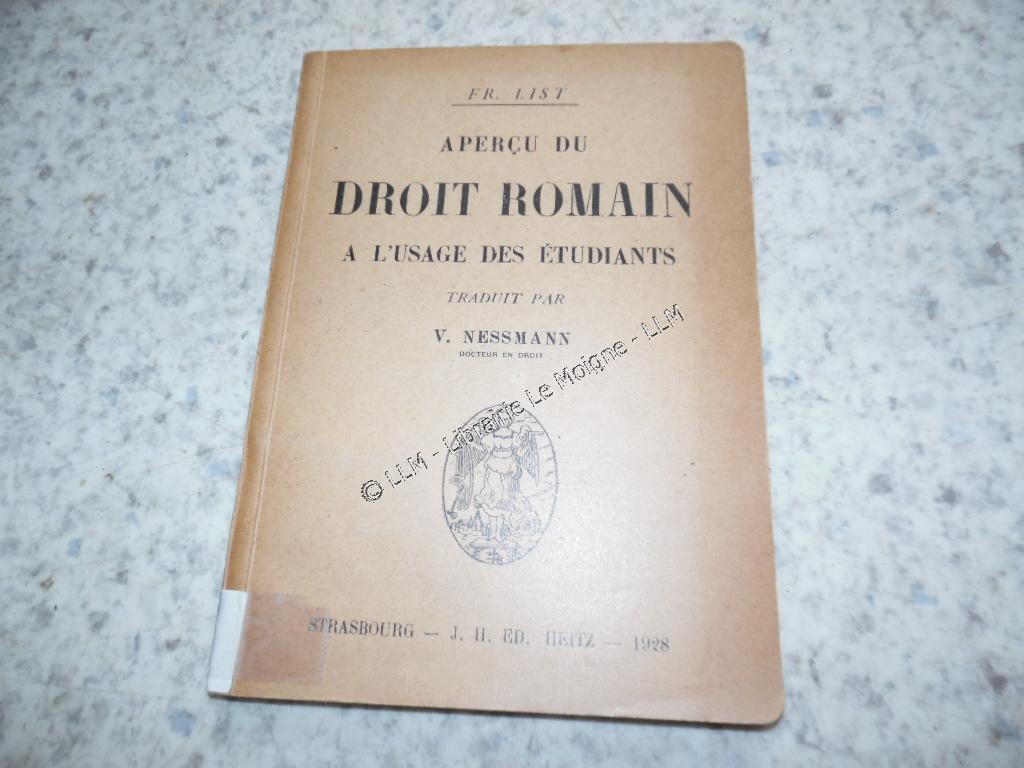 FR. LIST
APERÇU DU
DROIT ROMAIN
A L'USAGE DES ÉTUDIANTS
TRADUIT PAR
V. NESSMANN
DOCTEUR EN DROIT
© LLM - Librairie Le Moigne - LLM
STRASBOURG — J. H. ED. HEITZ — 1928